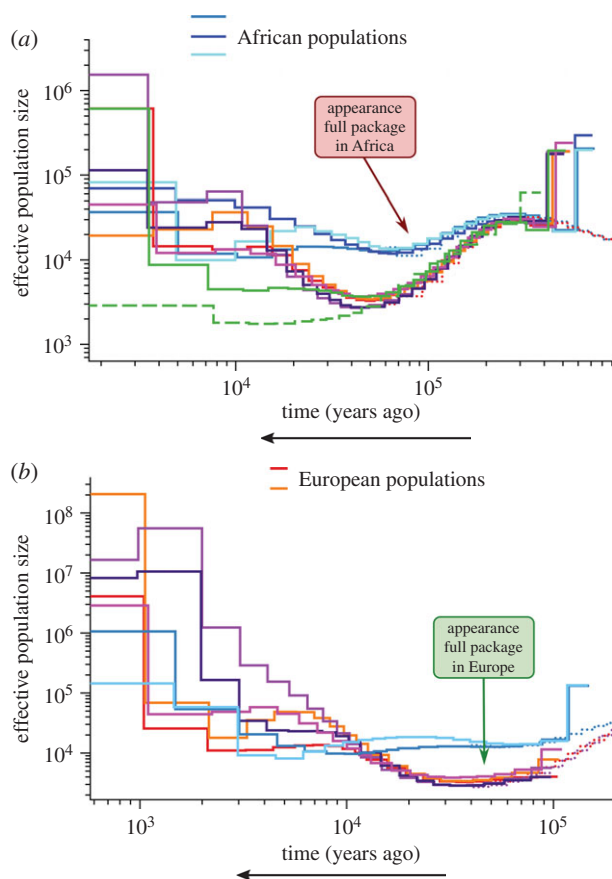 (a)
African populations
appearance
full package
in Africa
effective population size
10^6
10^5
10^4
10^3
10^4
10^5
time (years ago)
(b)
European populations
appearance
full package
in Europe
effective population size
10^8
10^7
10^6
10^5
10^4
10^3
10^4
10^5
time (years ago)